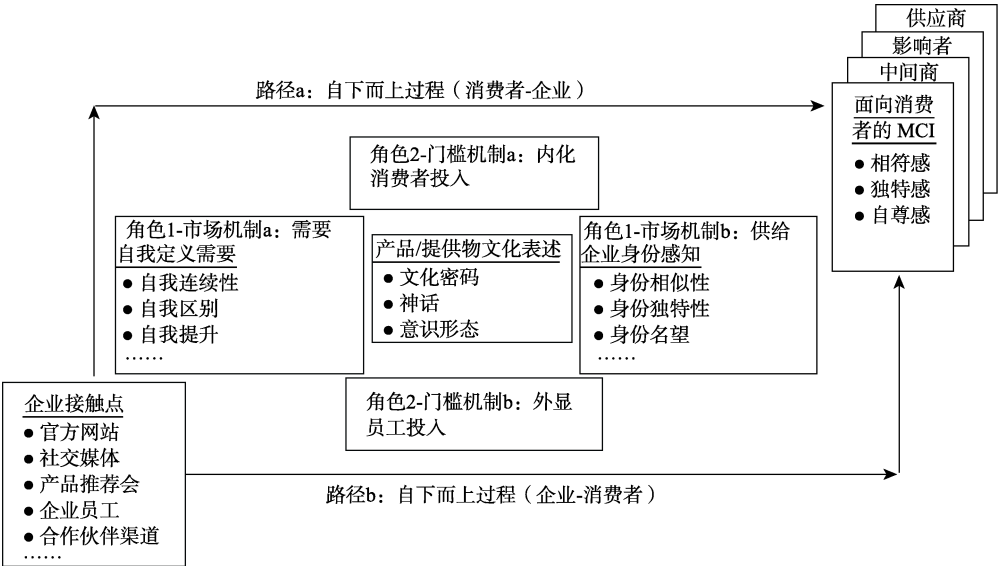 供应商
影响者
中间商
面向消费
者的 MCI
● 相符感
● 独特感
● 自尊感
路径a：自下而上过程（消费者-企业）
角色2-门槛机制a：内化
消费者投入
角色1-市场机制a：需要
自我定义需要
● 自我连续性
● 自我区别
● 自我提升
……
产品/提供物文化表述
● 文化密码
● 神话
● 意识形态
角色1-市场机制b：供给
企业身份感知
● 身份相似性
● 身份独特性
● 身份名望
……
角色2-门槛机制b：外显
员工投入
企业接触点
● 官方网站
● 社交媒体
● 产品推荐会
● 企业员工
● 合作伙伴渠道
……
路径b：自下而上过程（企业-消费者）